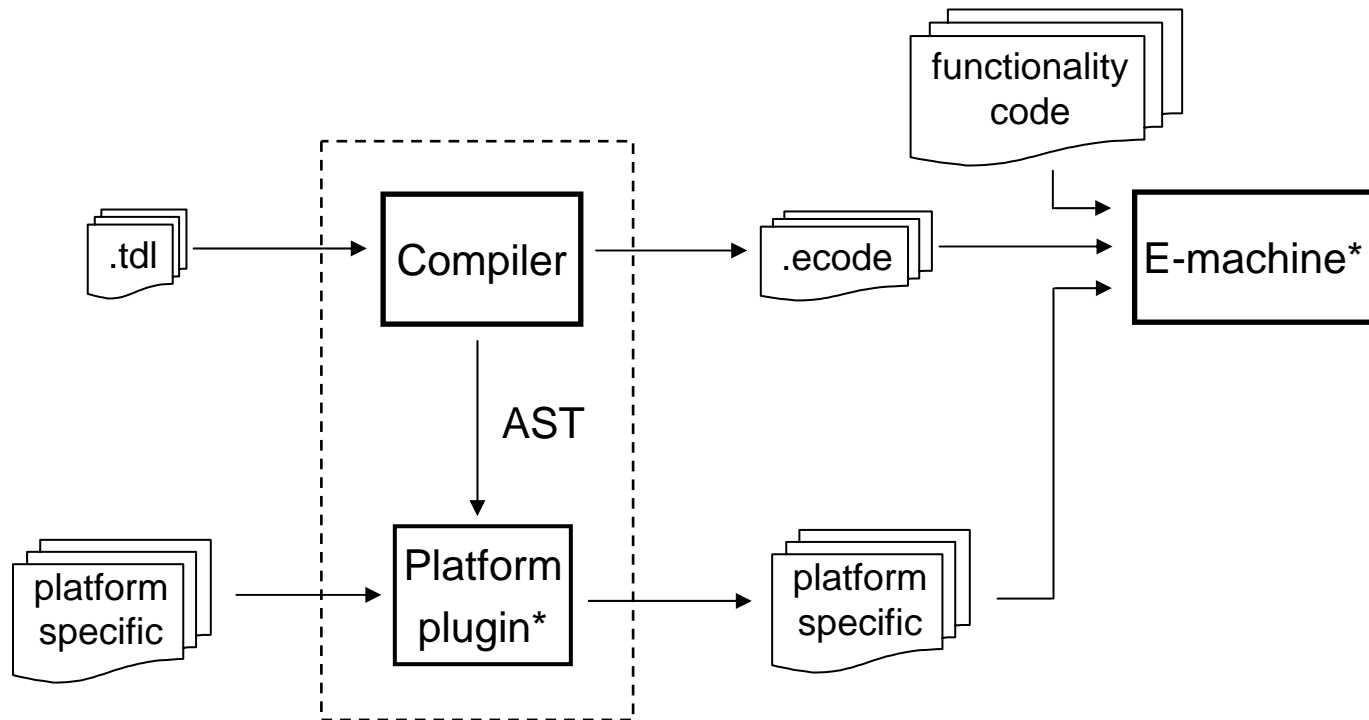 functionality
code
.tdl
Compiler
.ecode
E-machine*
AST
platform
specific
Platform
plugin*
platform
specific